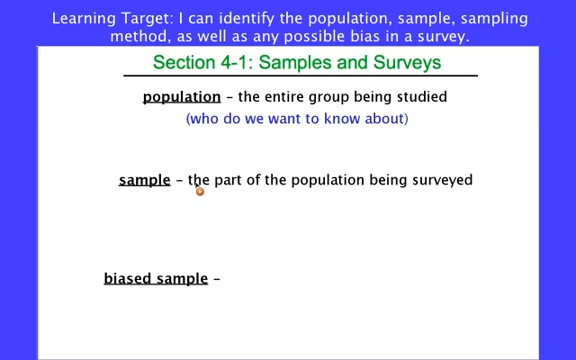 Learning Target: I can identify the population, sample, sampling
method, as well as any possible bias in a survey.
Section 4-1: Samples and Surveys
population - the entire group being studied
(who do we want to know about)
sample - the part of the population being surveyed
biased sample -